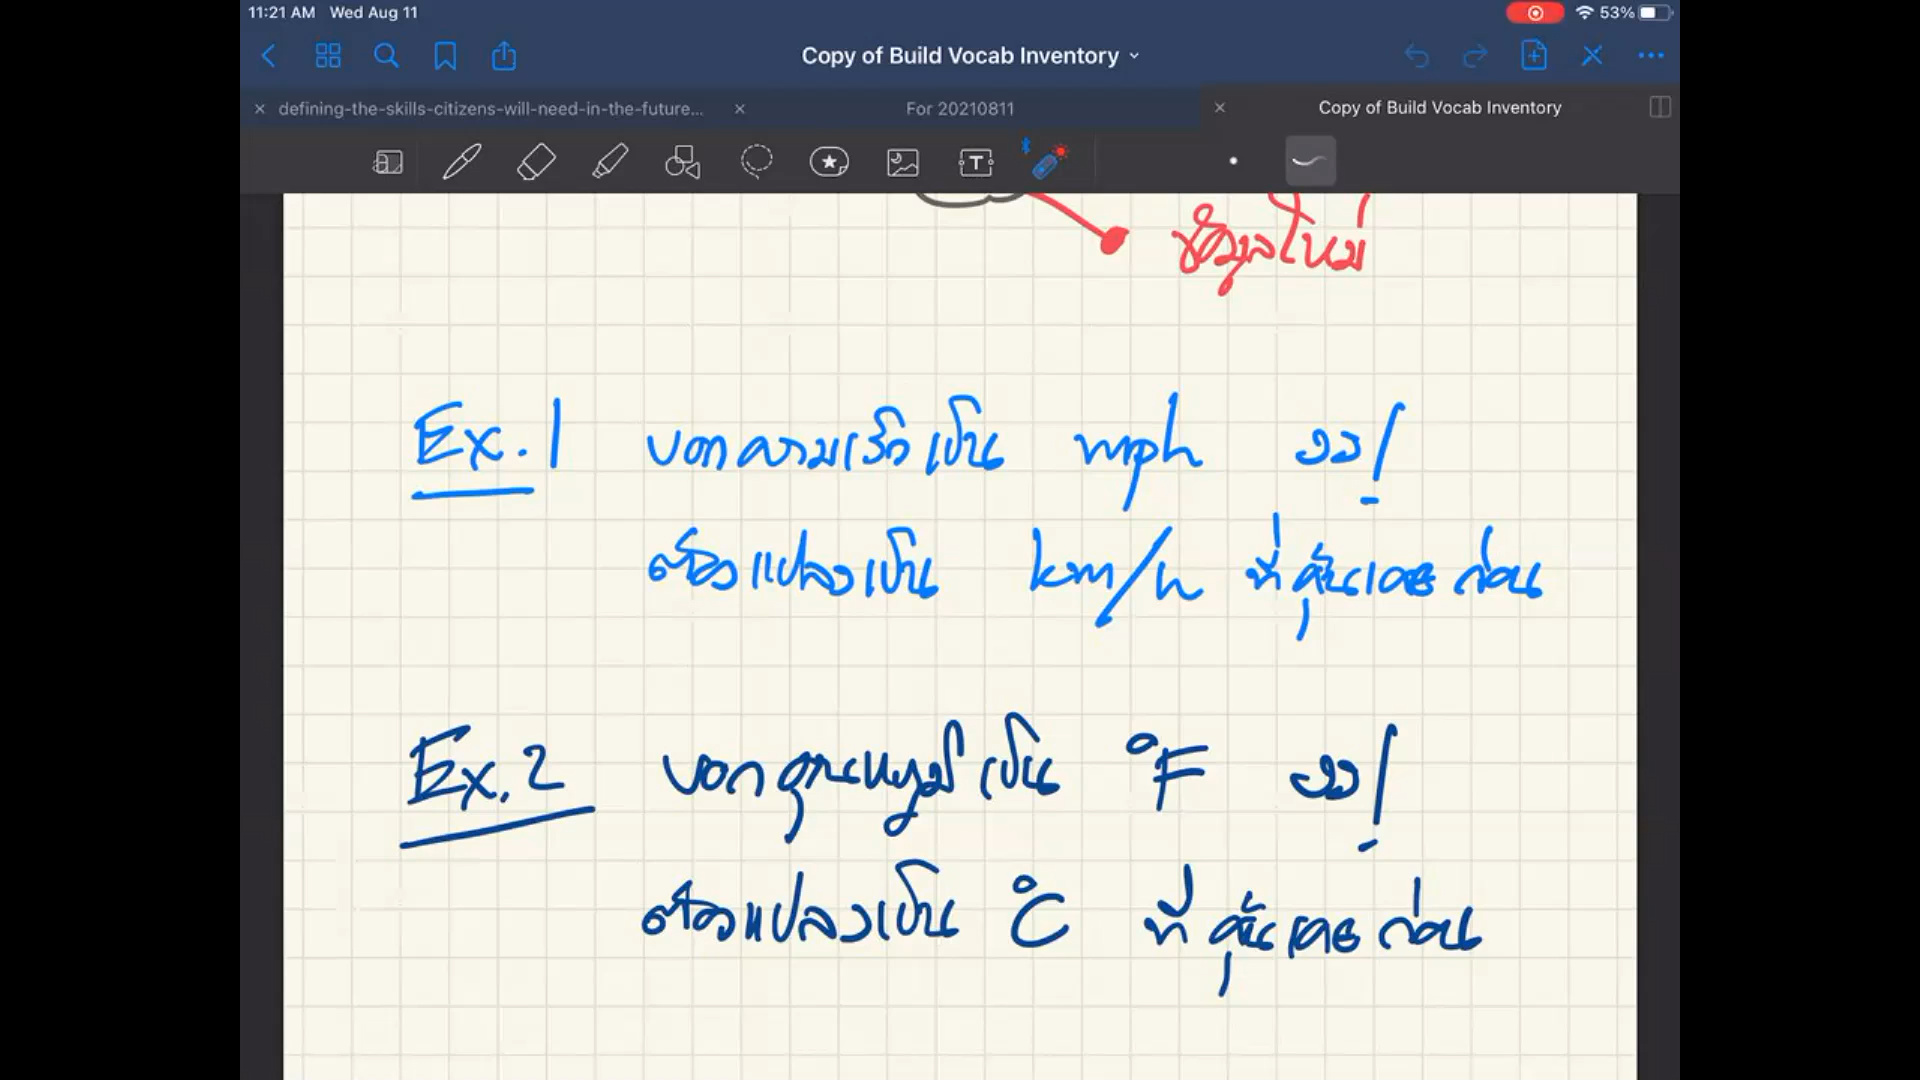 11:21 AM Wed Aug 11
53%
Copy of Build Vocab Inventory
defining-the-skills-citizens-will-need-in-the-future...
For 20210811
Copy of Build Vocab Inventory
ข้อมูลใหม่
Ex.1 บอกความเร็วเป็น mph งง!
ต้องแปลงเป็น km/h ที่คุ้นเคยก่อน
Ex.2 บอกอุณหภูมิเป็น °F งง!
ต้องแปลงเป็น °C ที่คุ้นเคยก่อน